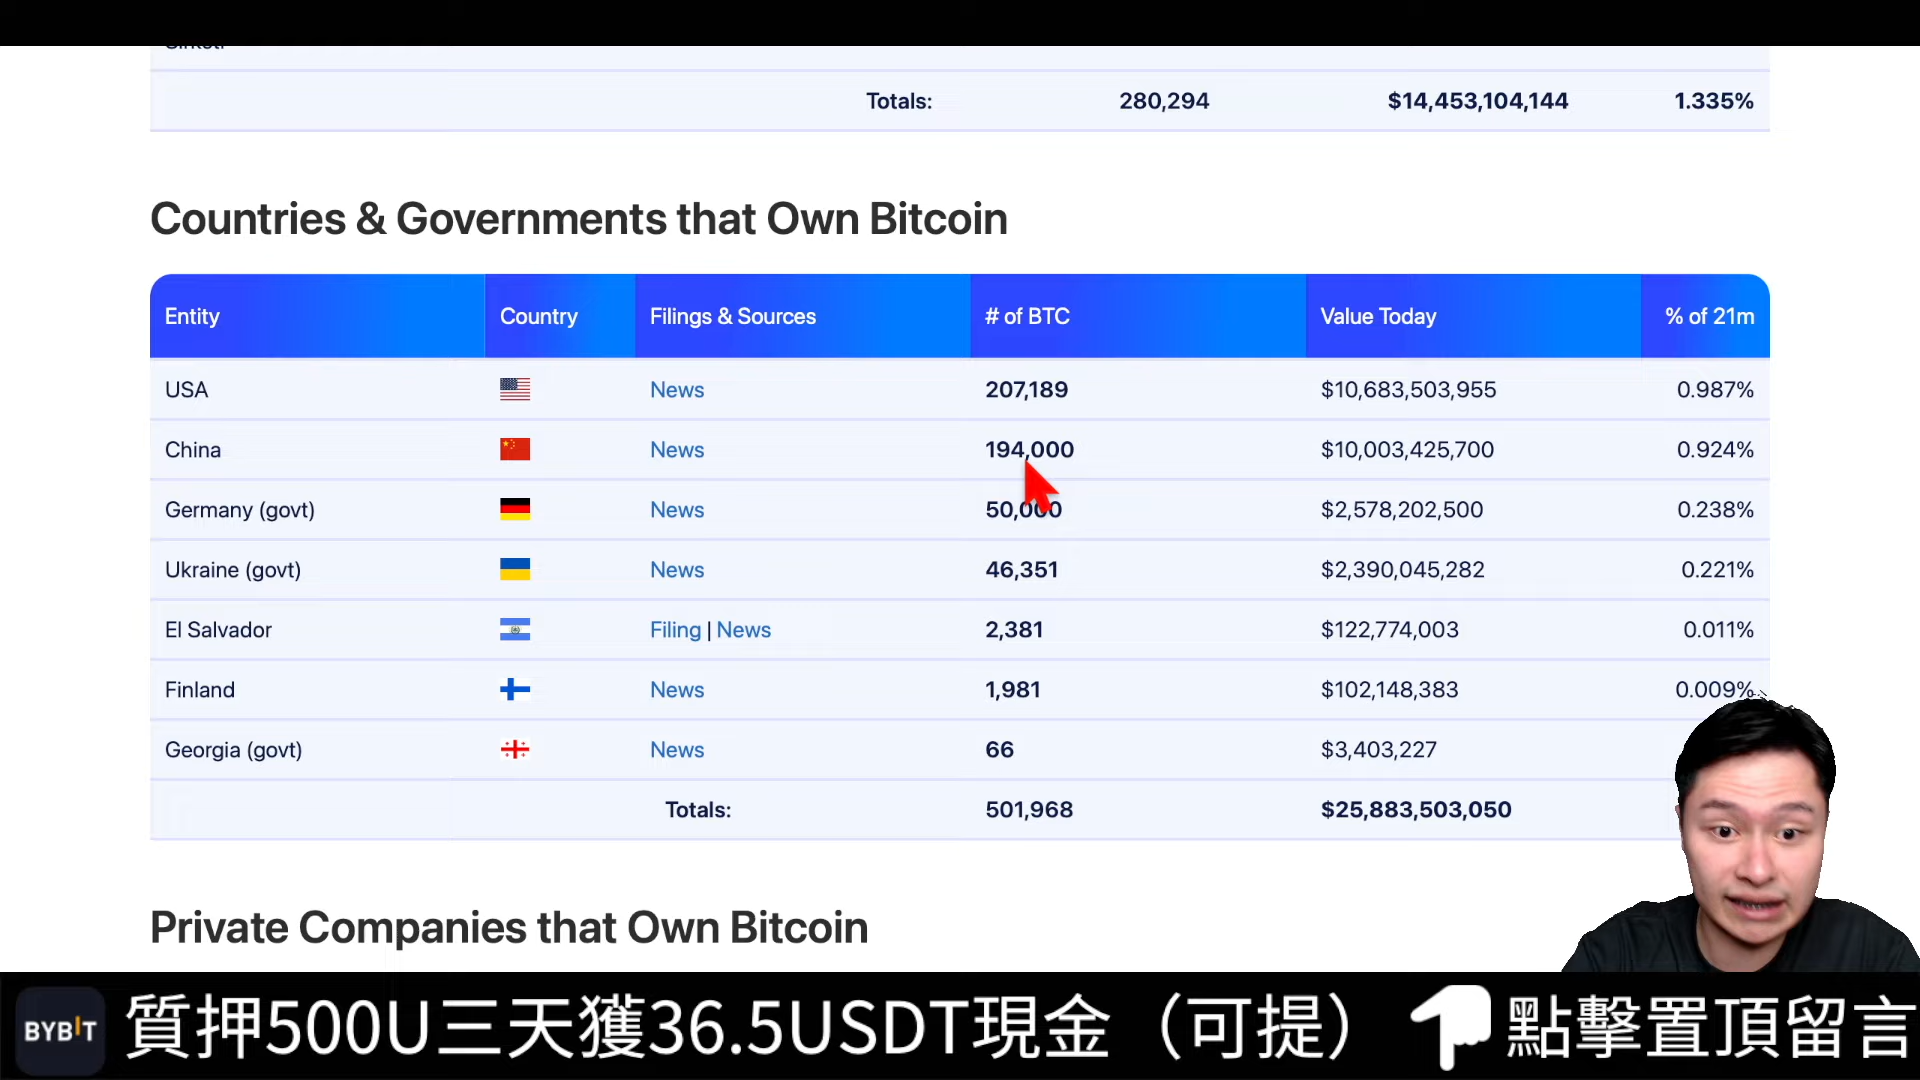 Totals: 280,294 $14,453,104,144 1.335%
Countries & Governments that Own Bitcoin
Entity Country Filings & Sources # of BTC Value Today % of 21m
USA News 207,189 $10,683,503,955 0.987%
China News 194,000 $10,003,425,700 0.924%
Germany (govt) News 50,000 $2,578,202,500 0.238%
Ukraine (govt) News 46,351 $2,390,045,282 0.221%
El Salvador Filing | News 2,381 $122,774,003 0.011%
Finland News 1,981 $102,148,383 0.009%
Georgia (govt) News 66 $3,403,227
Totals: 501,968 $25,883,503,050
Private Companies that Own Bitcoin
BYBIT 質押500U三天獲36.5USDT現金（可提） 點擊置頂留言